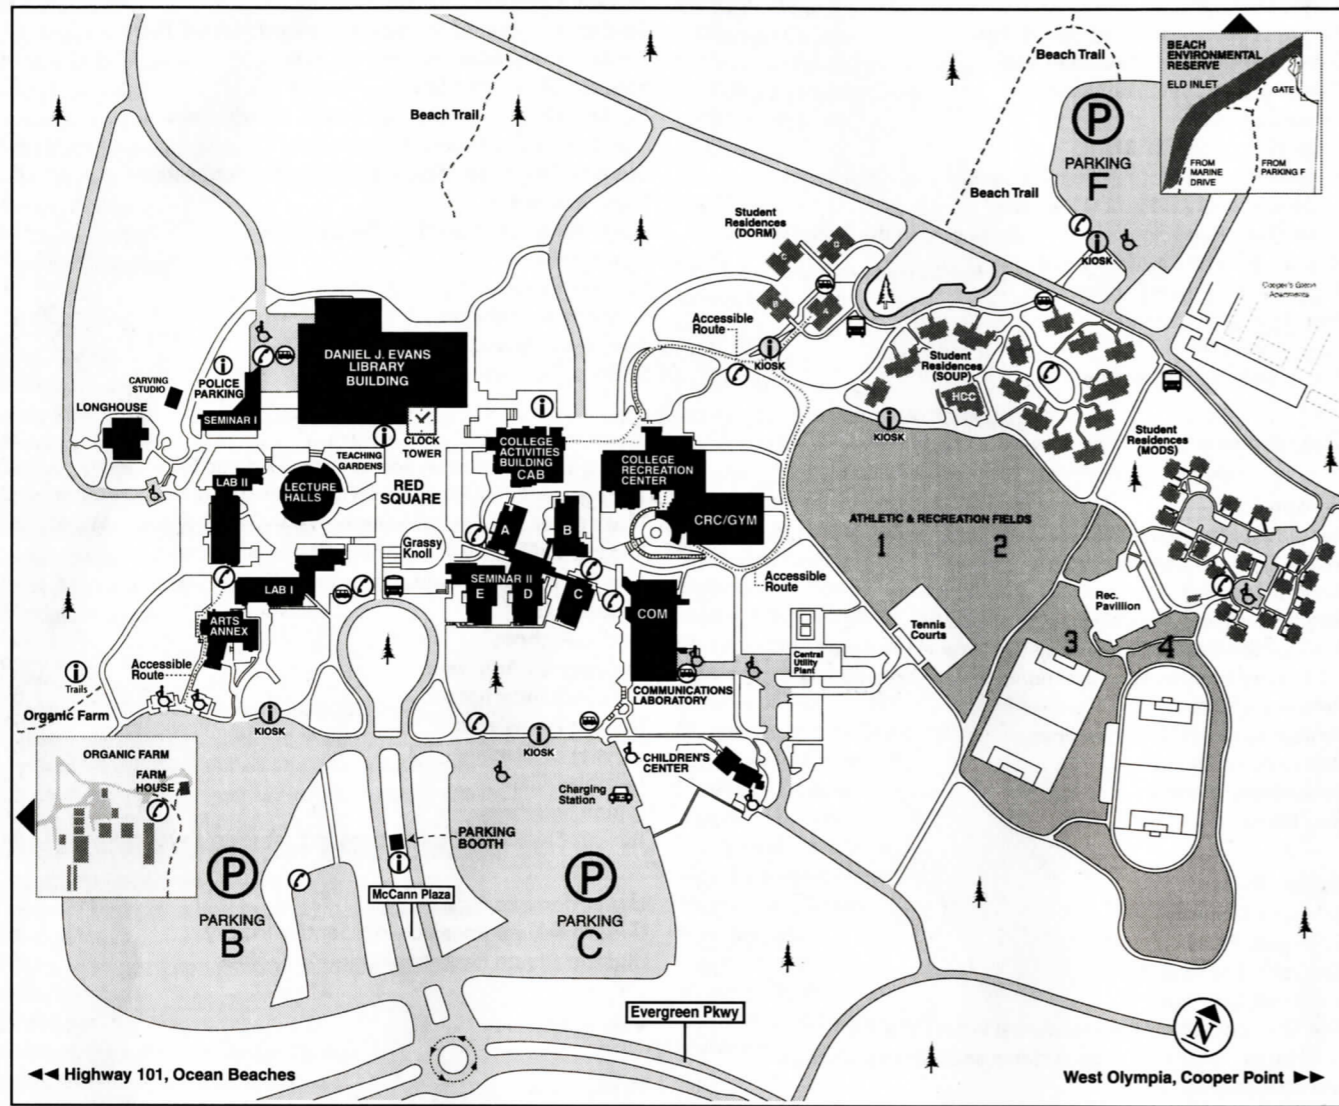 Beach Trail
Beach Trail
Beach Trail
BEACH
ENVIRONMENTAL
RESERVE
ELD INLET
GATE
FROM
MARINE
DRIVE
FROM
PARKING F
P
PARKING
F
i
KIOSK
Student
Residences
(DORM)
Cooper's Glenn
Apartments
Accessible
Route
i
KIOSK
Student
Residences
(SOUP)
HCC
i
KIOSK
Student
Residences
(MODS)
DANIEL J. EVANS
LIBRARY
BUILDING
i
POLICE
PARKING
CARVING
STUDIO
LONGHOUSE
SEMINAR I
i
CLOCK
TOWER
TEACHING
GARDENS
i
COLLEGE
ACTIVITIES
BUILDING
CAB
COLLEGE
RECREATION
CENTER
CRC/GYM
LAB II
LECTURE
HALLS
RED
SQUARE
Grassy
Knoll
A
B
SEMINAR II
E
D
C
LAB I
COM
ARTS
ANNEX
ATHLETIC & RECREATION FIELDS
1
2
Accessible
Route
Rec.
Pavillion
Tennis
Courts
3
4
Central
Utility
Plant
Accessible
Route
i
Trails
Organic Farm
COMMUNICATIONS
LABORATORY
i
KIOSK
i
KIOSK
CHILDREN'S
CENTER
Charging
Station
ORGANIC FARM
FARM
HOUSE
PARKING
BOOTH
i
McCann Plaza
P
PARKING
B
P
PARKING
C
Evergreen Pkwy
N
Highway 101, Ocean Beaches
West Olympia, Cooper Point